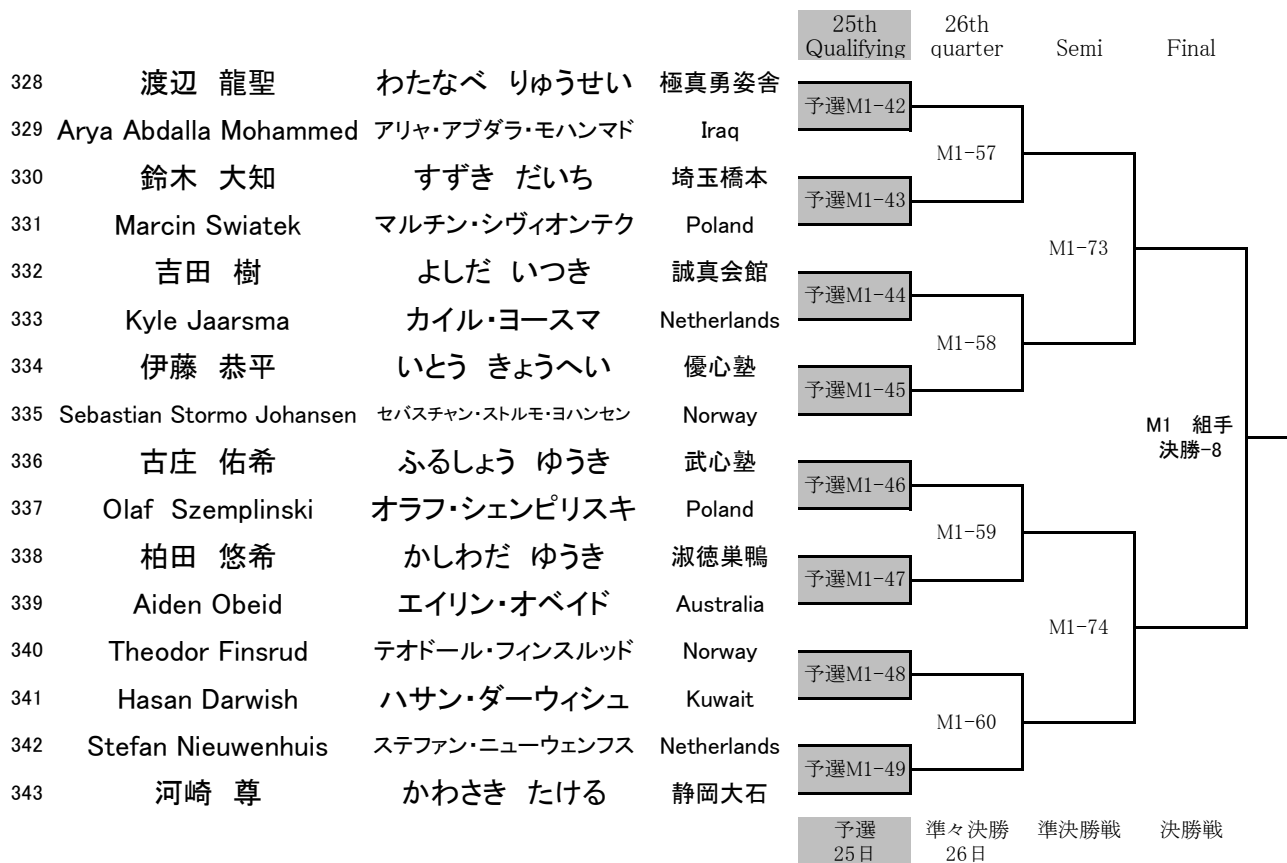 25th Qualifying 26th quarter Semi Final
328 渡辺 龍聖 わたなべ りゅうせい 極真勇姿舎
予選M1-42
329 Arya Abdalla Mohammed アリャ・アブダラ・モハンマド Iraq
M1-57
330 鈴木 大知 すずき だいち 埼玉橋本
予選M1-43
331 Marcin Swiatek マルチン・シヴィオンテク Poland
M1-73
332 吉田 樹 よしだ いつき 誠真会館
予選M1-44
333 Kyle Jaarsma カイル・ヨースマ Netherlands
M1-58
334 伊藤 恭平 いとう きょうへい 優心塾
予選M1-45
335 Sebastian Stormo Johansen セバスチャン・ストルモ・ヨハンセン Norway
M1 組手
決勝-8
336 古庄 佑希 ふるしょう ゆうき 武心塾
予選M1-46
337 Olaf Szemplinski オラフ・シェンピリスキ Poland
M1-59
338 柏田 悠希 かしわだ ゆうき 淑徳巣鴨
予選M1-47
339 Aiden Obeid エイリン・オベイド Australia
M1-74
340 Theodor Finsrud テオドール・フィンスルッド Norway
予選M1-48
341 Hasan Darwish ハサン・ダーウィシュ Kuwait
M1-60
342 Stefan Nieuwenhuis ステファン・ニューウェンフス Netherlands
予選M1-49
343 河崎 尊 かわさき たける 静岡大石
予選 準々決勝 準決勝戦 決勝戦
25日 26日